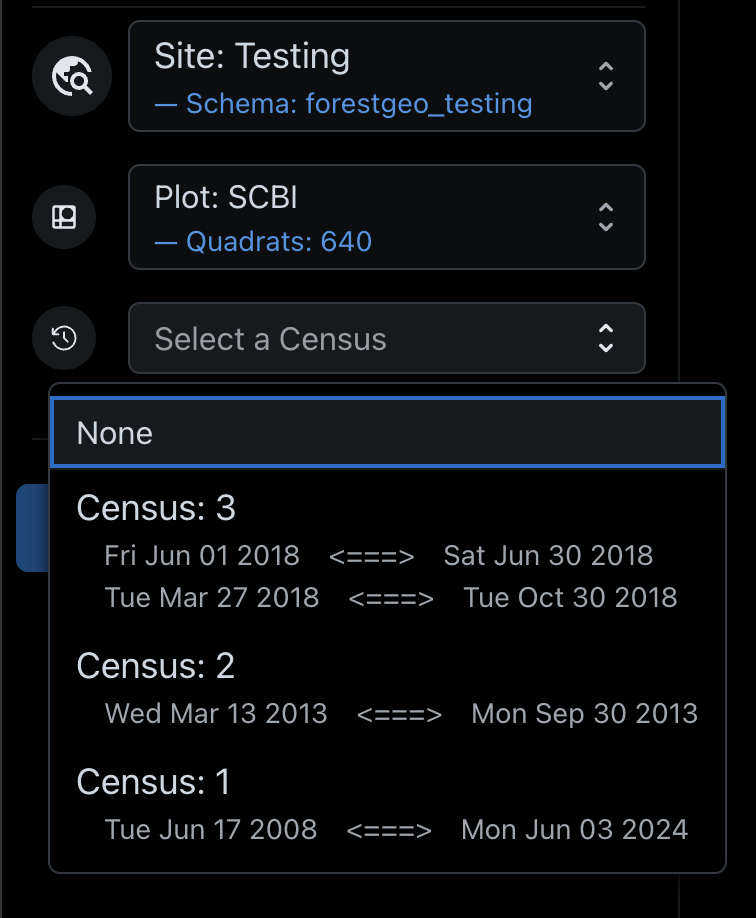 Site: Testing
— Schema: forestgeo_testing
Plot: SCBI
— Quadrats: 640
Select a Census
None
Census: 3
Fri Jun 01 2018 <===> Sat Jun 30 2018
Tue Mar 27 2018 <===> Tue Oct 30 2018
Census: 2
Wed Mar 13 2013 <===> Mon Sep 30 2013
Census: 1
Tue Jun 17 2008 <===> Mon Jun 03 2024